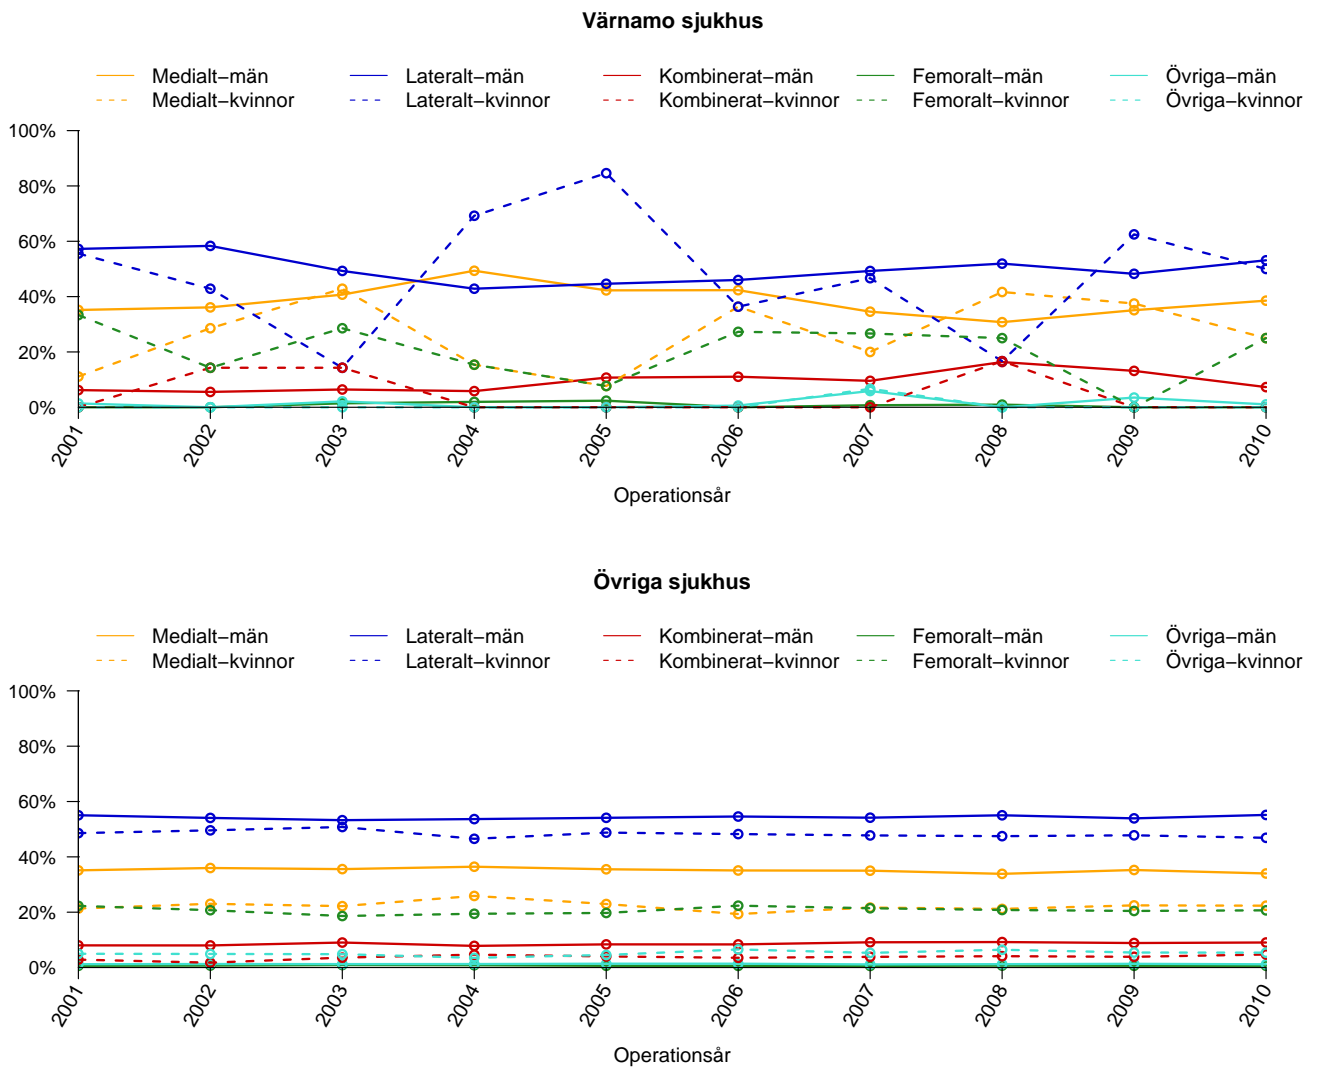 Värnamo sjukhus
Medialt−män Lateralt−män Kombinerat−män Femoralt−män Övriga−män
Medialt−kvinnor Lateralt−kvinnor Kombinerat−kvinnor Femoralt−kvinnor Övriga−kvinnor
100%
80%
60%
40%
20%
0%
2001 2002 2003 2004 2005 2006 2007 2008 2009 2010
Operationsår
Övriga sjukhus
Medialt−män Lateralt−män Kombinerat−män Femoralt−män Övriga−män
Medialt−kvinnor Lateralt−kvinnor Kombinerat−kvinnor Femoralt−kvinnor Övriga−kvinnor
100%
80%
60%
40%
20%
0%
2001 2002 2003 2004 2005 2006 2007 2008 2009 2010
Operationsår